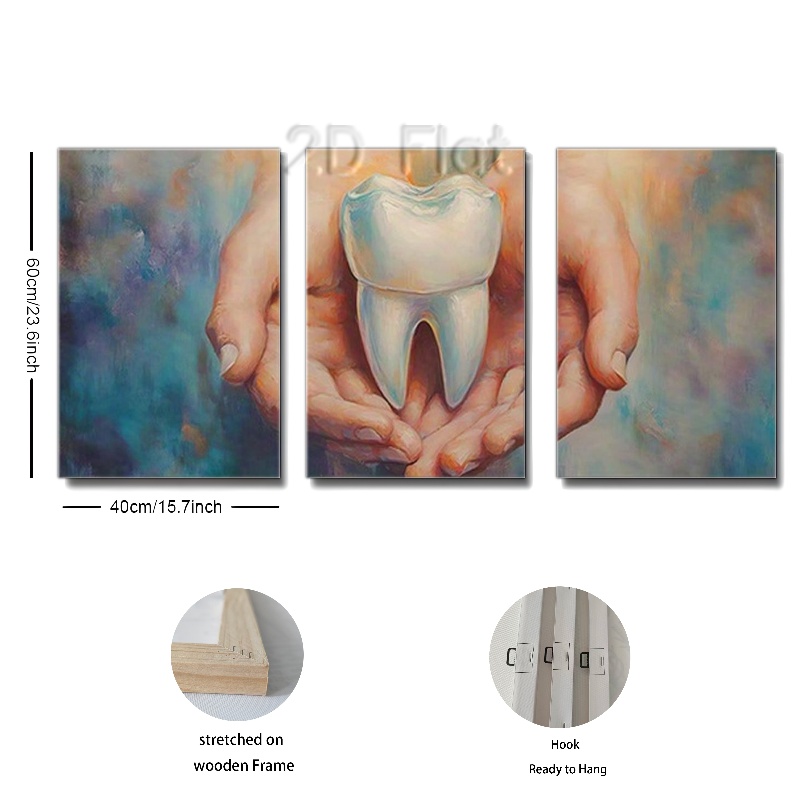 2D Flat
60cm/23.6inch
40cm/15.7inch
stretched on
wooden Frame
Hook
Ready to Hang